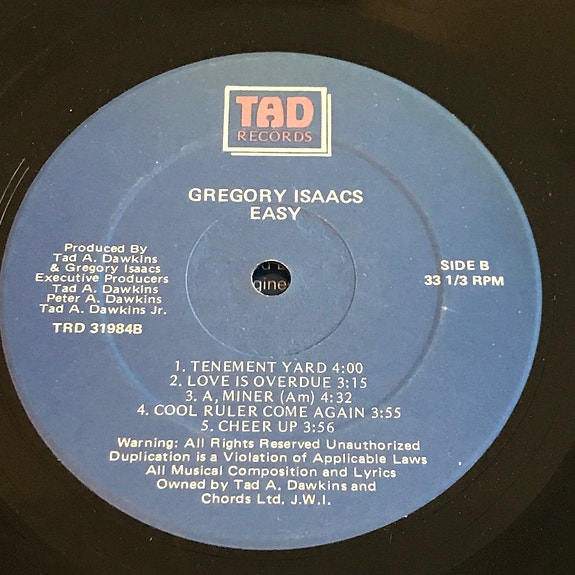 TAD
RECORDS
GREGORY ISAACS
EASY
Produced By
Tad A. Dawkins
& Gregory Isaacs
Executive Producers
Tad A. Dawkins
Peter A. Dawkins
Tad A. Dawkins Jr.
TRD 31984B
SIDE B
33 1/3 RPM
gine
1. TENEMENT YARD 4:00
2. LOVE IS OVERDUE 3:15
3. A, MINER (Am) 4:32
4. COOL RULER COME AGAIN 3:55
5. CHEER UP 3:56
Warning: All Rights Reserved Unauthorized
Duplication is a Violation of Applicable Laws
All Musical Composition and Lyrics
Owned by Tad A. Dawkins and
Chords Ltd. J.W.I.